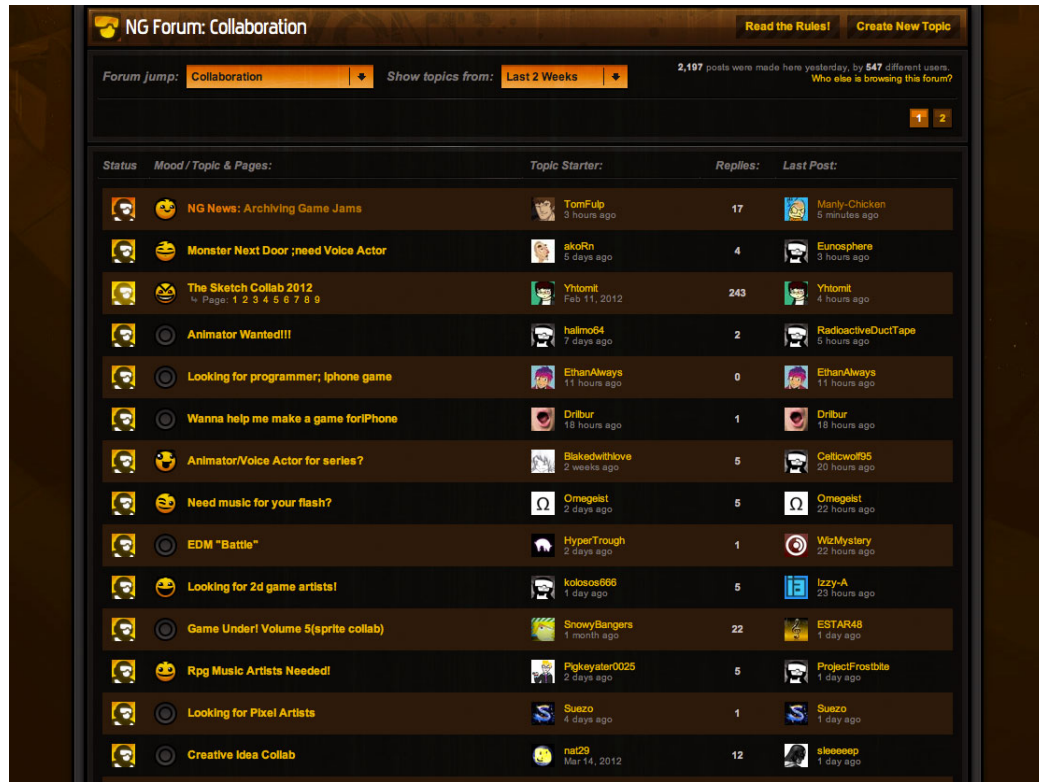 NG Forum: Collaboration
Read the Rules! Create New Topic
Forum jump: Collaboration Show topics from: Last 2 Weeks
2,197 posts were made here yesterday, by 547 different users.
Who else is browsing this forum?
1 2
Status Mood / Topic & Pages: Topic Starter: Replies: Last Post:
NG News: Archiving Game Jams TomFulp 17 Manly-Chicken
3 hours ago 5 minutes ago
Monster Next Door ;need Voice Actor akoRn 4 Eunosphere
5 days ago 3 hours ago
The Sketch Collab 2012 Yhtomit 243 Yhtomit
↳ Page: 1 2 3 4 5 6 7 8 9 Feb 11, 2012 4 hours ago
Animator Wanted!!! halimo64 2 RadioactiveDuctTape
7 days ago 5 hours ago
Looking for programmer; Iphone game EthanAlways 0 EthanAlways
11 hours ago 11 hours ago
Wanna help me make a game foriPhone Drilbur 1 Drilbur
18 hours ago 18 hours ago
Animator/Voice Actor for series? Blakedwithlove 5 Celticwolf95
2 weeks ago 20 hours ago
Need music for your flash? Ω Omegeist 5 Ω Omegeist
2 days ago 22 hours ago
EDM "Battle" HyperTrough 1 WizMystery
2 days ago 22 hours ago
Looking for 2d game artists! kolosos666 5 Izzy-A
1 day ago 23 hours ago
Game Under! Volume 5(sprite collab) SnowyBangers 22 ESTAR48
1 month ago 1 day ago
Rpg Music Artists Needed! Pigkeyater0025 5 ProjectFrostbite
2 days ago 1 day ago
Looking for Pixel Artists Suezo 1 Suezo
4 days ago 1 day ago
Creative Idea Collab nat29 12 sleeeeep
Mar 14, 2012 1 day ago